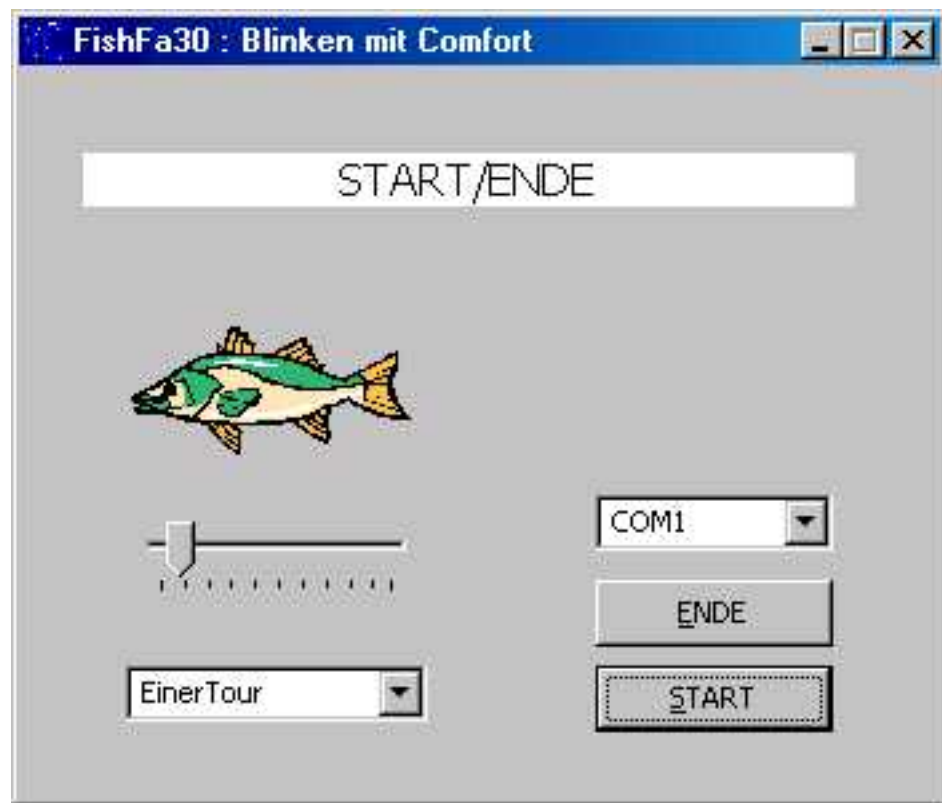 FishFa30 : Blinken mit Comfort
START/ENDE
COM1
ENDE
EinerTour
START